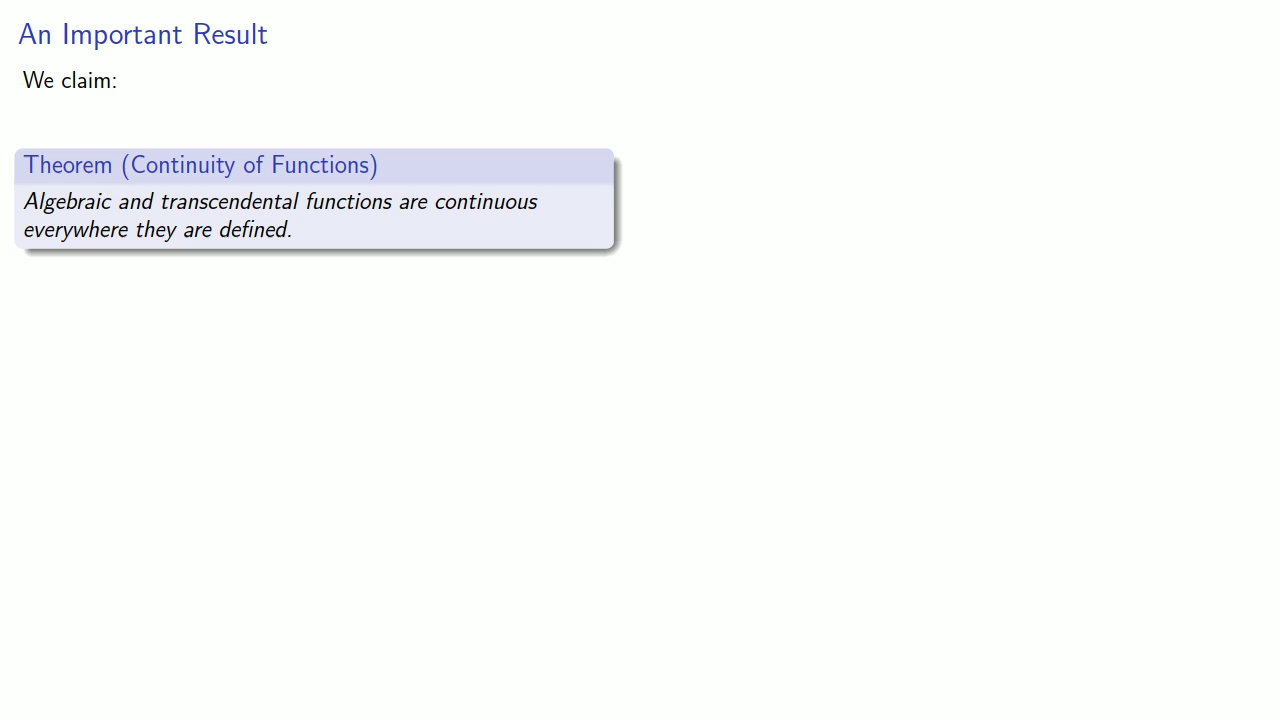 An Important Result
We claim:
Theorem (Continuity of Functions)
Algebraic and transcendental functions are continuous
everywhere they are defined.